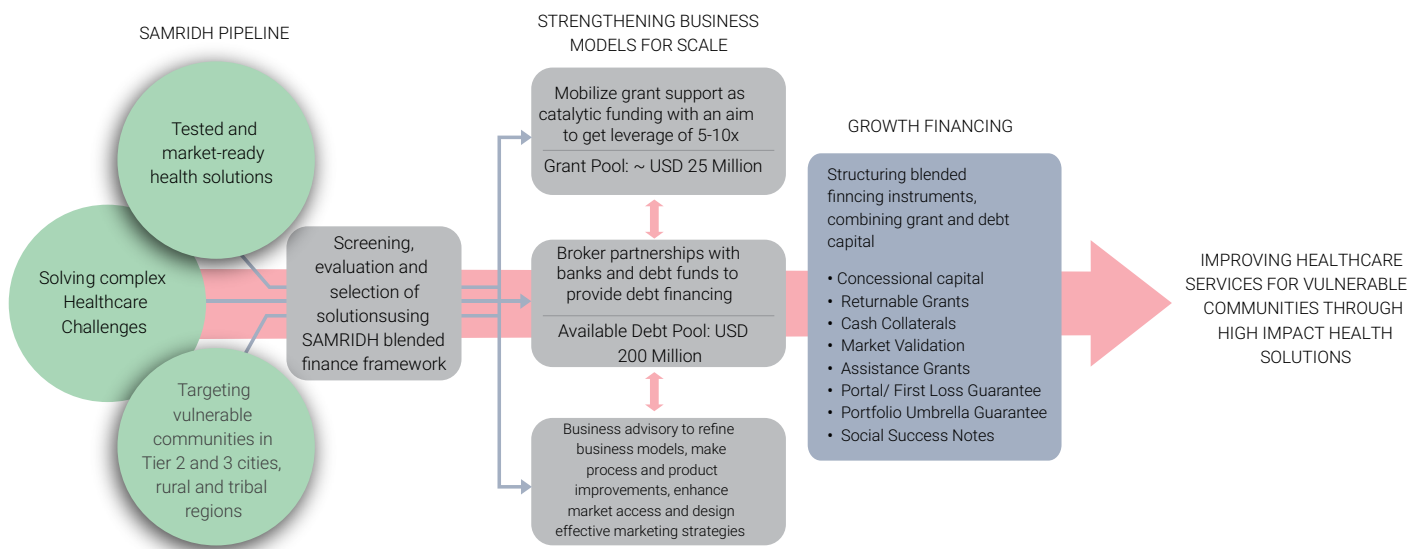 SAMRIDH PIPELINE
Tested and
market-ready
health solutions
Solving complex
Healthcare
Challenges
Targeting
vulnerable
communities in
Tier 2 and 3 cities,
rural and tribal
regions
Screening,
evaluation and
selection of
solutionsusing
SAMRIDH blended
finance framework
STRENGTHENING BUSINESS
MODELS FOR SCALE
Mobilize grant support as
catalytic funding with an aim
to get leverage of 5-10x
Grant Pool: ~ USD 25 Million
Broker partnerships with
banks and debt funds to
provide debt financing
Available Debt Pool: USD
200 Million
Business advisory to refine
business models, make
process and product
improvements, enhance
market access and design
effective marketing strategies
GROWTH FINANCING
Structuring blended
finncing instruments,
combining grant and debt
capital
• Concessional capital
• Returnable Grants
• Cash Collaterals
• Market Validation
• Assistance Grants
• Portal/ First Loss Guarantee
• Portfolio Umbrella Guarantee
• Social Success Notes
IMPROVING HEALTHCARE
SERVICES FOR VULNERABLE
COMMUNITIES THROUGH
HIGH IMPACT HEALTH
SOLUTIONS